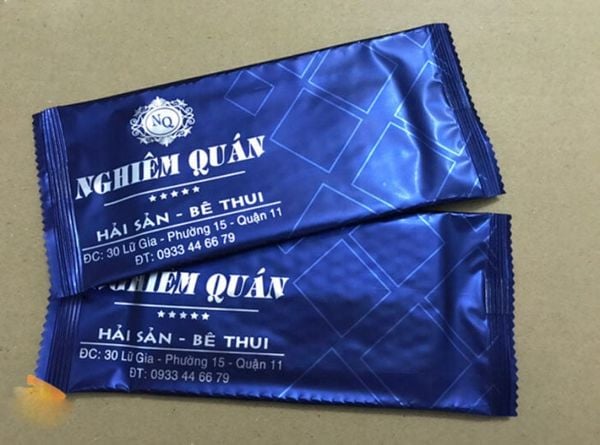 NQ
NGHIÊM QUÁN
HẢI SẢN - BÊ THUI
ĐC: 30 Lữ Gia - Phường 15 - Quận 11
ĐT: 0933 44 66 79
NGHIÊM QUÁN
HẢI SẢN - BÊ THUI
ĐC: 30 Lữ Gia - Phường 15 - Quận 11
ĐT: 0933 44 66 79